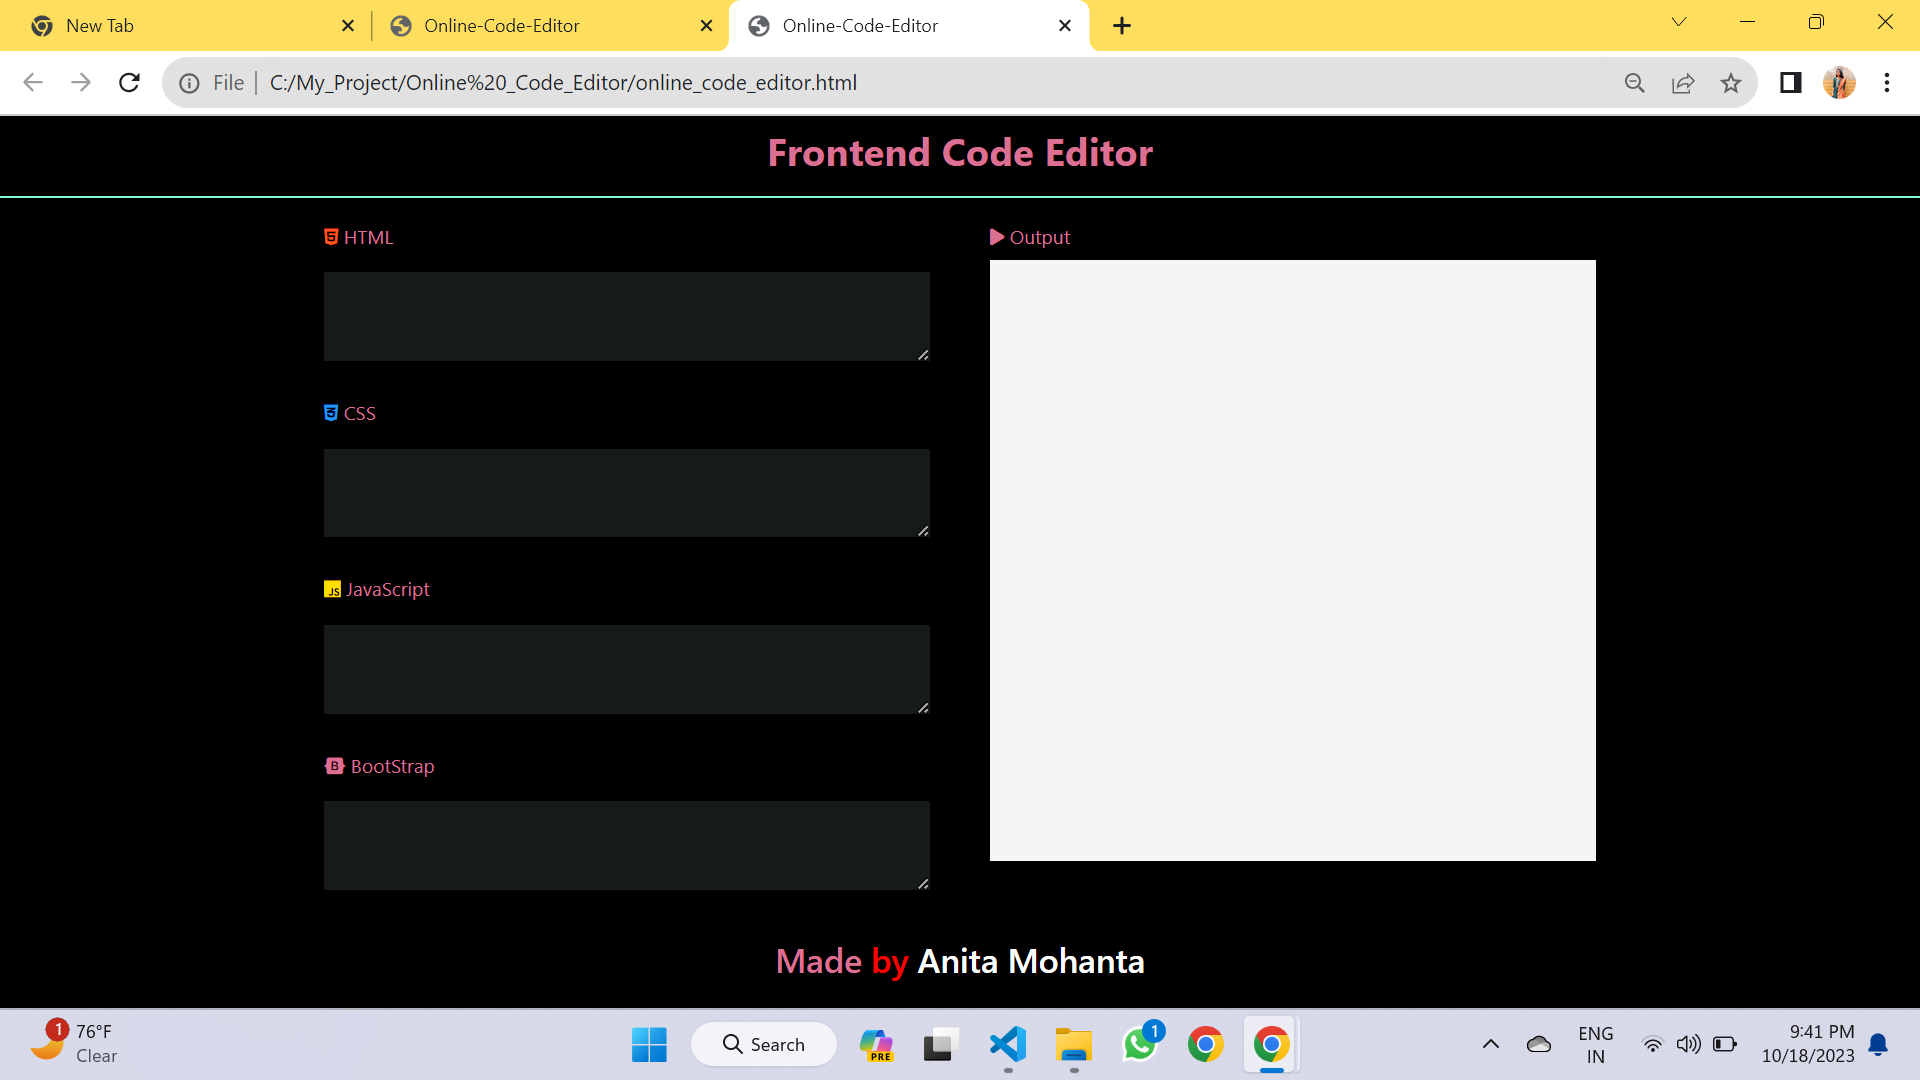 New Tab
Online-Code-Editor
Online-Code-Editor
File
C:/My_Project/Online%20_Code_Editor/online_code_editor.html
Frontend Code Editor
HTML
Output
CSS
JS JavaScript
B BootStrap
Made by Anita Mohanta
1
76°F
Clear
Search
PRE
1
ENG
IN
9:41 PM
10/18/2023